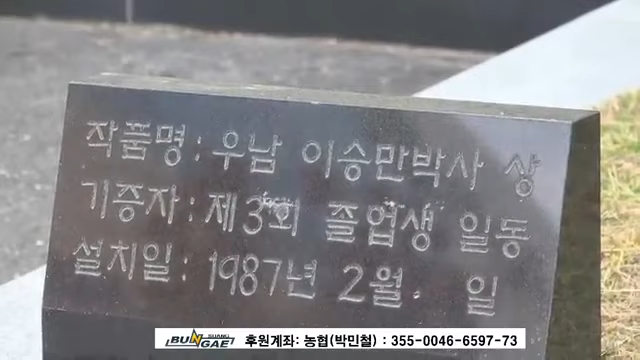 작품명: 우남 이승만박사 상
기증자: 제3회 졸업생 일동
설치일: 1987년 2월. 일
BUNGAE
후원계좌: 농협(박민철) : 355-0046-6597-73